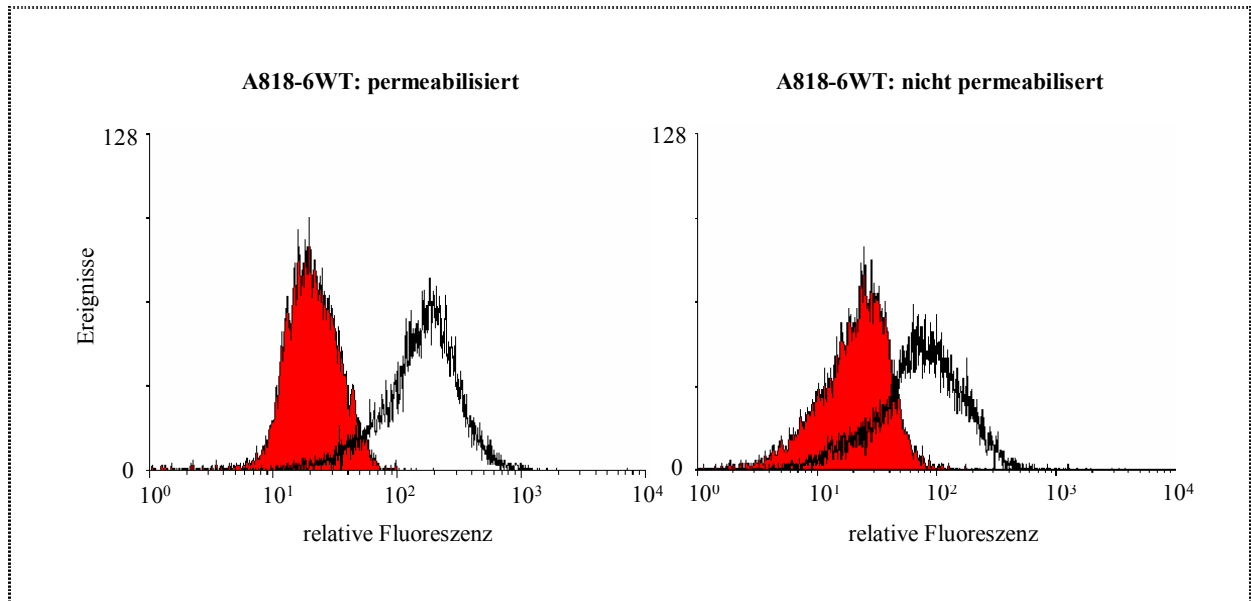 A818-6WT: permeabilisiert
128
Ereignisse
0
10⁰ 10¹ 10² 10³ 10⁴
relative Fluoreszenz
A818-6WT: nicht permeabilisert
128
0
10⁰ 10¹ 10² 10³ 10⁴
relative Fluoreszenz